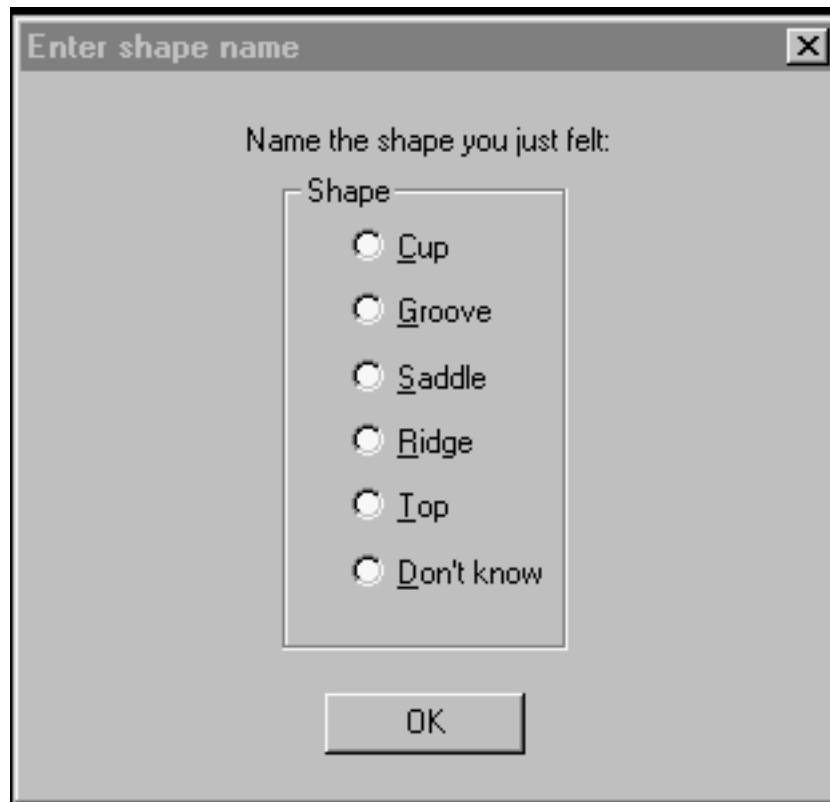 Enter shape name
Name the shape you just felt:
Shape
Cup
Groove
Saddle
Ridge
Top
Don't know
OK